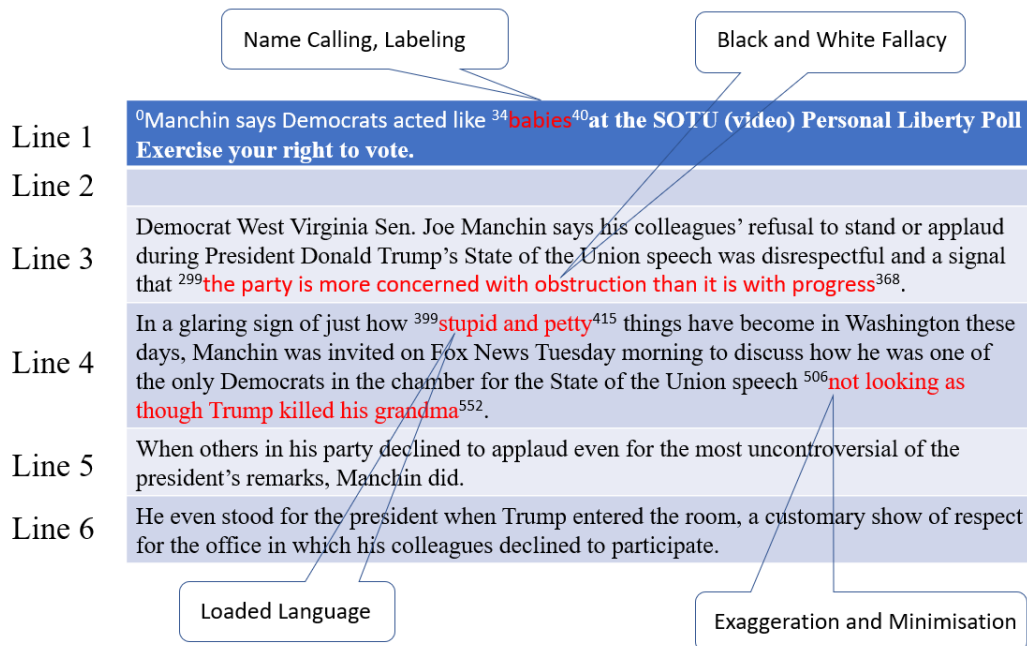 Name Calling, Labeling
Black and White Fallacy
Line 1
⁰Manchin says Democrats acted like ³⁴babies⁴⁰at the SOTU (video) Personal Liberty Poll
Exercise your right to vote.
Line 2
Line 3
Democrat West Virginia Sen. Joe Manchin says his colleagues’ refusal to stand or applaud
during President Donald Trump’s State of the Union speech was disrespectful and a signal
that ²⁹⁹the party is more concerned with obstruction than it is with progress³⁶⁸.
Line 4
In a glaring sign of just how ³⁹⁹stupid and petty⁴¹⁵ things have become in Washington these
days, Manchin was invited on Fox News Tuesday morning to discuss how he was one of
the only Democrats in the chamber for the State of the Union speech ⁵⁰⁶not looking as
though Trump killed his grandma⁵⁵².
Line 5
When others in his party declined to applaud even for the most uncontroversial of the
president’s remarks, Manchin did.
Line 6
He even stood for the president when Trump entered the room, a customary show of respect
for the office in which his colleagues declined to participate.
Loaded Language
Exaggeration and Minimisation